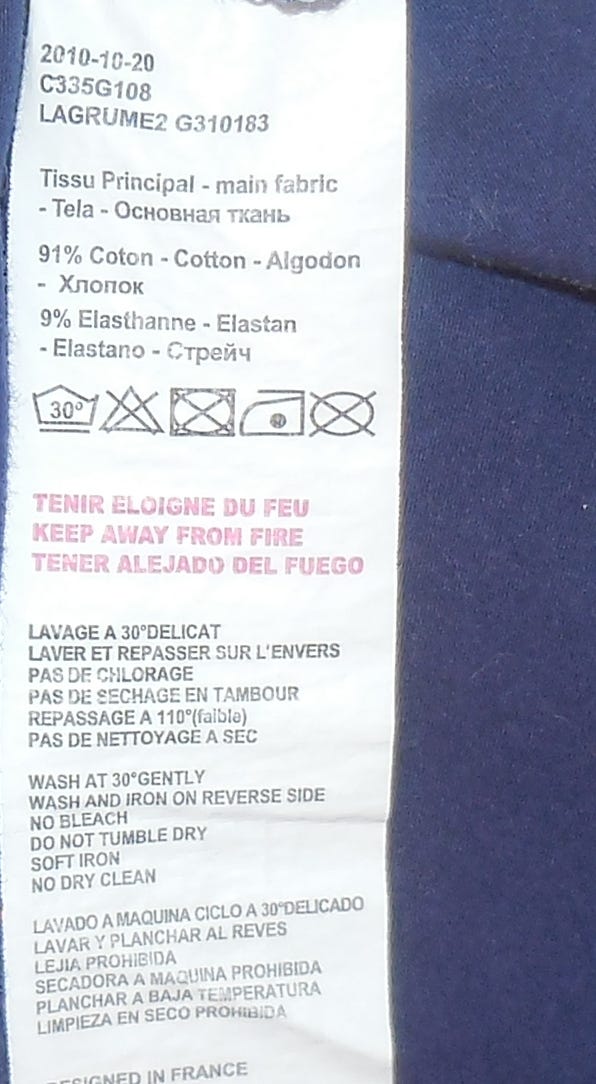 2010-10-20
C335G108
LAGRUME2 G310183
Tissu Principal - main fabric
- Tela - Основная ткань
91% Coton - Cotton - Algodon
- Хлопок
9% Elasthanne - Elastan
- Elastano - Стрейч
30°
TENIR ELOIGNE DU FEU
KEEP AWAY FROM FIRE
TENER ALEJADO DEL FUEGO
LAVAGE A 30°DELICAT
LAVER ET REPASSER SUR L'ENVERS
PAS DE CHLORAGE
PAS DE SECHAGE EN TAMBOUR
REPASSAGE A 110°(faible)
PAS DE NETTOYAGE A SEC
WASH AT 30°GENTLY
WASH AND IRON ON REVERSE SIDE
NO BLEACH
DO NOT TUMBLE DRY
SOFT IRON
NO DRY CLEAN
LAVADO A MAQUINA CICLO A 30°DELICADO
LAVAR Y PLANCHAR AL REVES
LEJIA PROHIBIDA
SECADORA A MAQUINA PROHIBIDA
PLANCHAR A BAJA TEMPERATURA
LIMPIEZA EN SECO PROHIBIDA
DESIGNED IN FRANCE